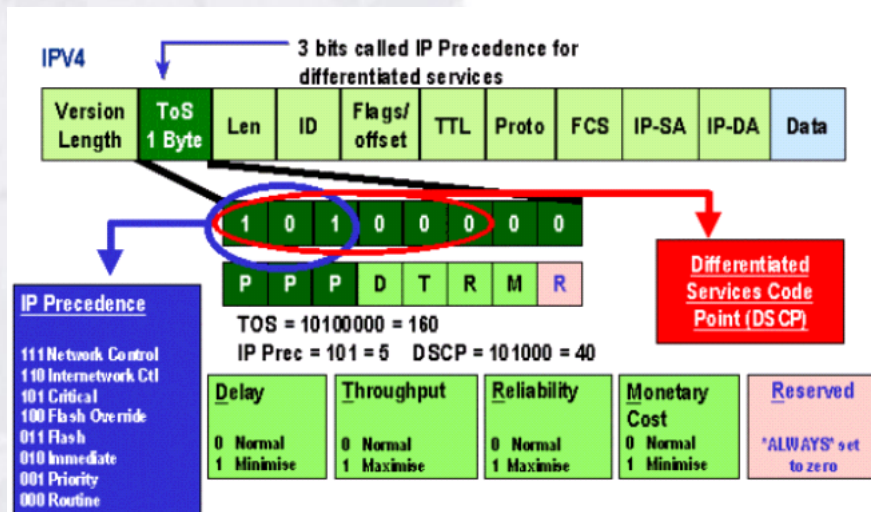 IPV4
3 bits called IP Precedence for
differentiated services
Version
Length
ToS
1 Byte
Len
ID
Flags/
offset
TTL
Proto
FCS
IP-SA
IP-DA
Data
1 0 1 0 0 0 0 0
P P P D T R M R
TOS = 10100000 = 160
IP Prec = 101 = 5 DSCP = 101000 = 40
Differentiated
Services Code
Point (DSCP)
IP Precedence
111 Network Control
110 Internetwork Ctl
101 Critical
100 Flash Override
011 Flash
010 Immediate
001 Priority
000 Routine
Delay
0 Normal
1 Minimise
Throughput
0 Normal
1 Maximise
Reliability
0 Normal
1 Maximise
Monetary
Cost
0 Normal
1 Minimise
Reserved
"ALWAYS" set
to zero